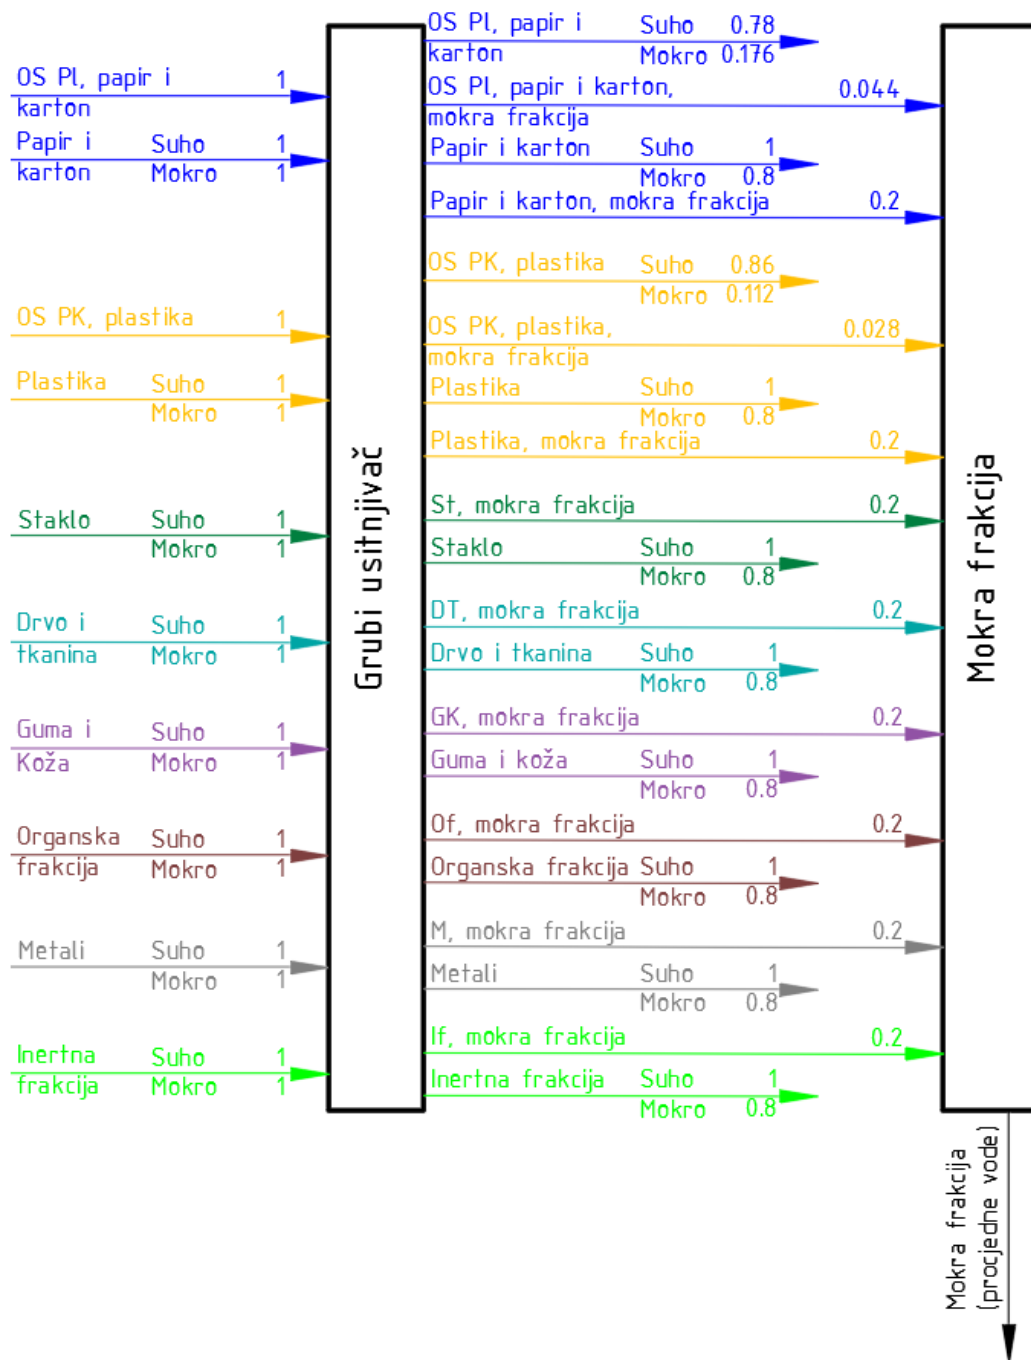 OS Pl, papir i 1
karton
Papir i Suho 1
karton Mokro 1
OS PK, plastika 1
Plastika Suho 1
Mokro 1
Staklo Suho 1
Mokro 1
Drvo i Suho 1
tkanina Mokro 1
Guma i Suho 1
Koža Mokro 1
Organska Suho 1
frakcija Mokro 1
Metali Suho 1
Mokro 1
Inertna Suho 1
frakcija Mokro 1
Grubi usitnjivač
OS Pl, papir i Suho 0.78
karton Mokro 0.176
OS Pl, papir i karton, 0.044
mokra frakcija
Papir i karton Suho 1
Mokro 0.8
Papir i karton, mokra frakcija 0.2
OS PK, plastika Suho 0.86
Mokro 0.112
OS PK, plastika, 0.028
mokra frakcija
Plastika Suho 1
Mokro 0.8
Plastika, mokra frakcija 0.2
St, mokra frakcija 0.2
Staklo Suho 1
Mokro 0.8
DT, mokra frakcija 0.2
Drvo i tkanina Suho 1
Mokro 0.8
GK, mokra frakcija 0.2
Guma i koža Suho 1
Mokro 0.8
Of, mokra frakcija 0.2
Organska frakcija Suho 1
Mokro 0.8
M, mokra frakcija 0.2
Metali Suho 1
Mokro 0.8
If, mokra frakcija 0.2
Inertna frakcija Suho 1
Mokro 0.8
Mokra frakcija
Mokra frakcija
(procjedne vode)